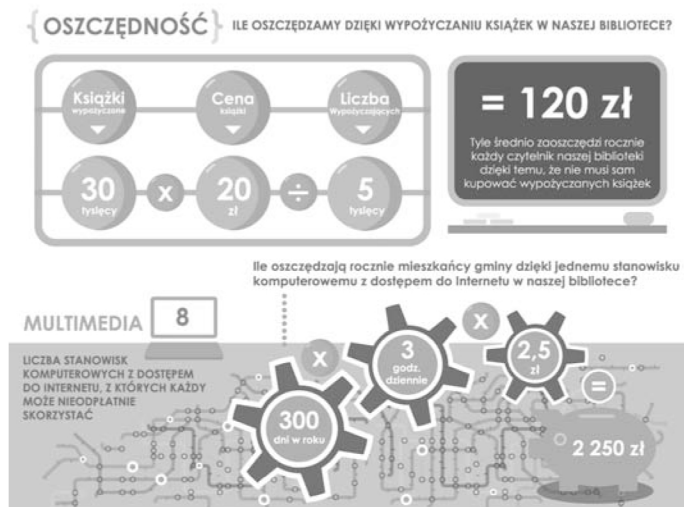 {OSZCZĘDNOŚĆ} ILE OSZCZĘDZAMY DZIĘKI WYPOŻYCZANIU KSIĄŻEK W NASZEJ BIBLIOTECE?
Książki
wypożyczone
Cena
książki
Liczba
Wypożyczających
30
tysięcy
x
20
zł
÷
5
tysięcy
= 120 zł
Tyle średnio zaoszczędzi rocznie
każdy czytelnik naszej biblioteki
dzięki temu, że nie musi sam
kupować wypożyczanych książek
Ile oszczędzają rocznie mieszkańcy gminy dzięki jednemu stanowisku
komputerowemu z dostępem do Internetu w naszej bibliotece?
MULTIMEDIA
8
LICZBA STANOWISK
KOMPUTEROWYCH Z DOSTĘPEM
DO INTERNETU, Z KTÓRYCH KAŻDY
MOŻE NIEODPŁATNIE
SKORZYSTAĆ
300
dni w roku
x
3
godz.
dziennie
x
2,5
zł
=
2 250 zł